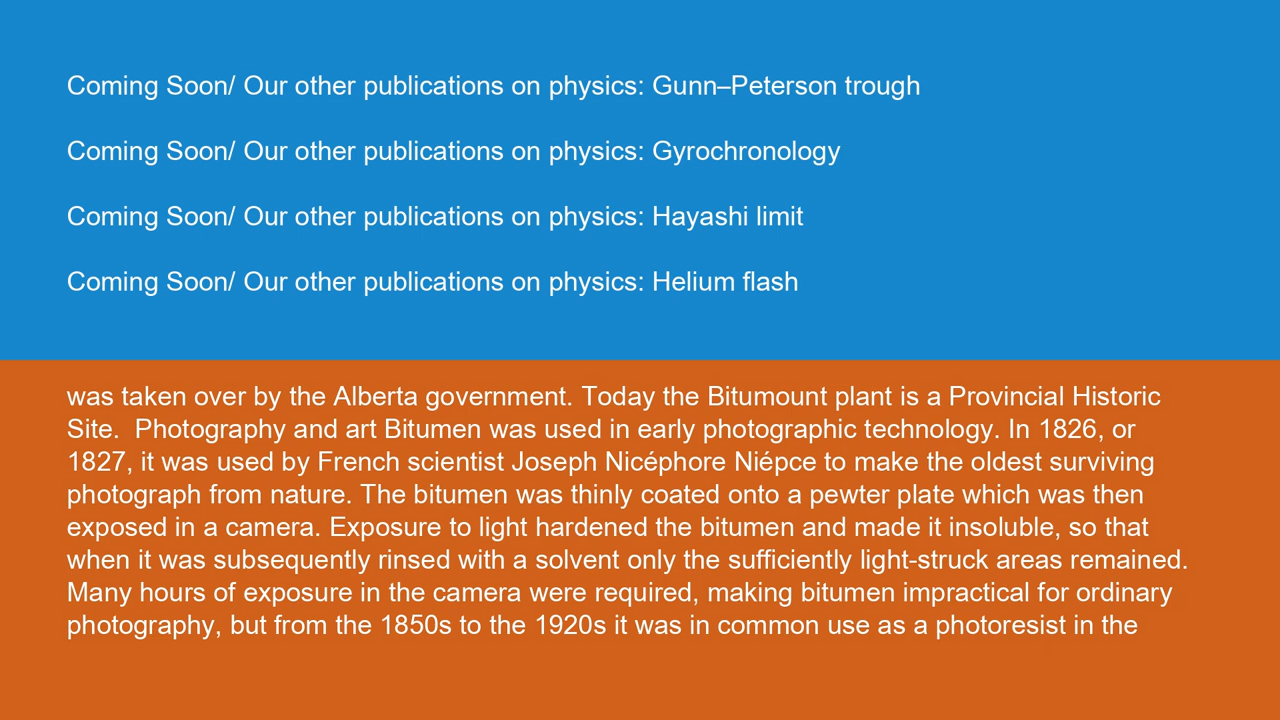 Coming Soon/ Our other publications on physics: Gunn–Peterson trough
Coming Soon/ Our other publications on physics: Gyrochronology
Coming Soon/ Our other publications on physics: Hayashi limit
Coming Soon/ Our other publications on physics: Helium flash
was taken over by the Alberta government. Today the Bitumount plant is a Provincial Historic
Site.  Photography and art Bitumen was used in early photographic technology. In 1826, or
1827, it was used by French scientist Joseph Nicéphore Niépce to make the oldest surviving
photograph from nature. The bitumen was thinly coated onto a pewter plate which was then
exposed in a camera. Exposure to light hardened the bitumen and made it insoluble, so that
when it was subsequently rinsed with a solvent only the sufficiently light-struck areas remained.
Many hours of exposure in the camera were required, making bitumen impractical for ordinary
photography, but from the 1850s to the 1920s it was in common use as a photoresist in the